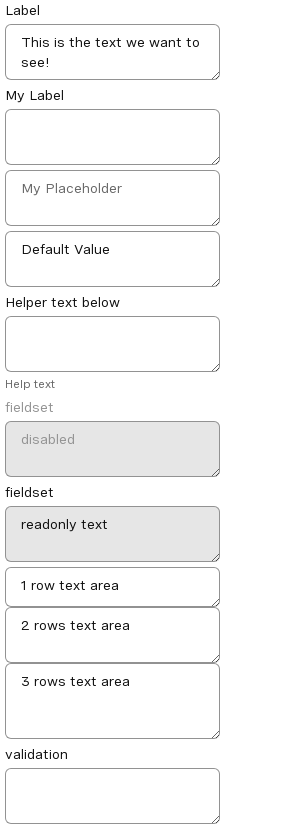 Label
This is the text we want to
see!
My Label
My Placeholder
Default Value
Helper text below
Help text
fieldset
disabled
fieldset
readonly text
1 row text area
2 rows text area
3 rows text area
validation